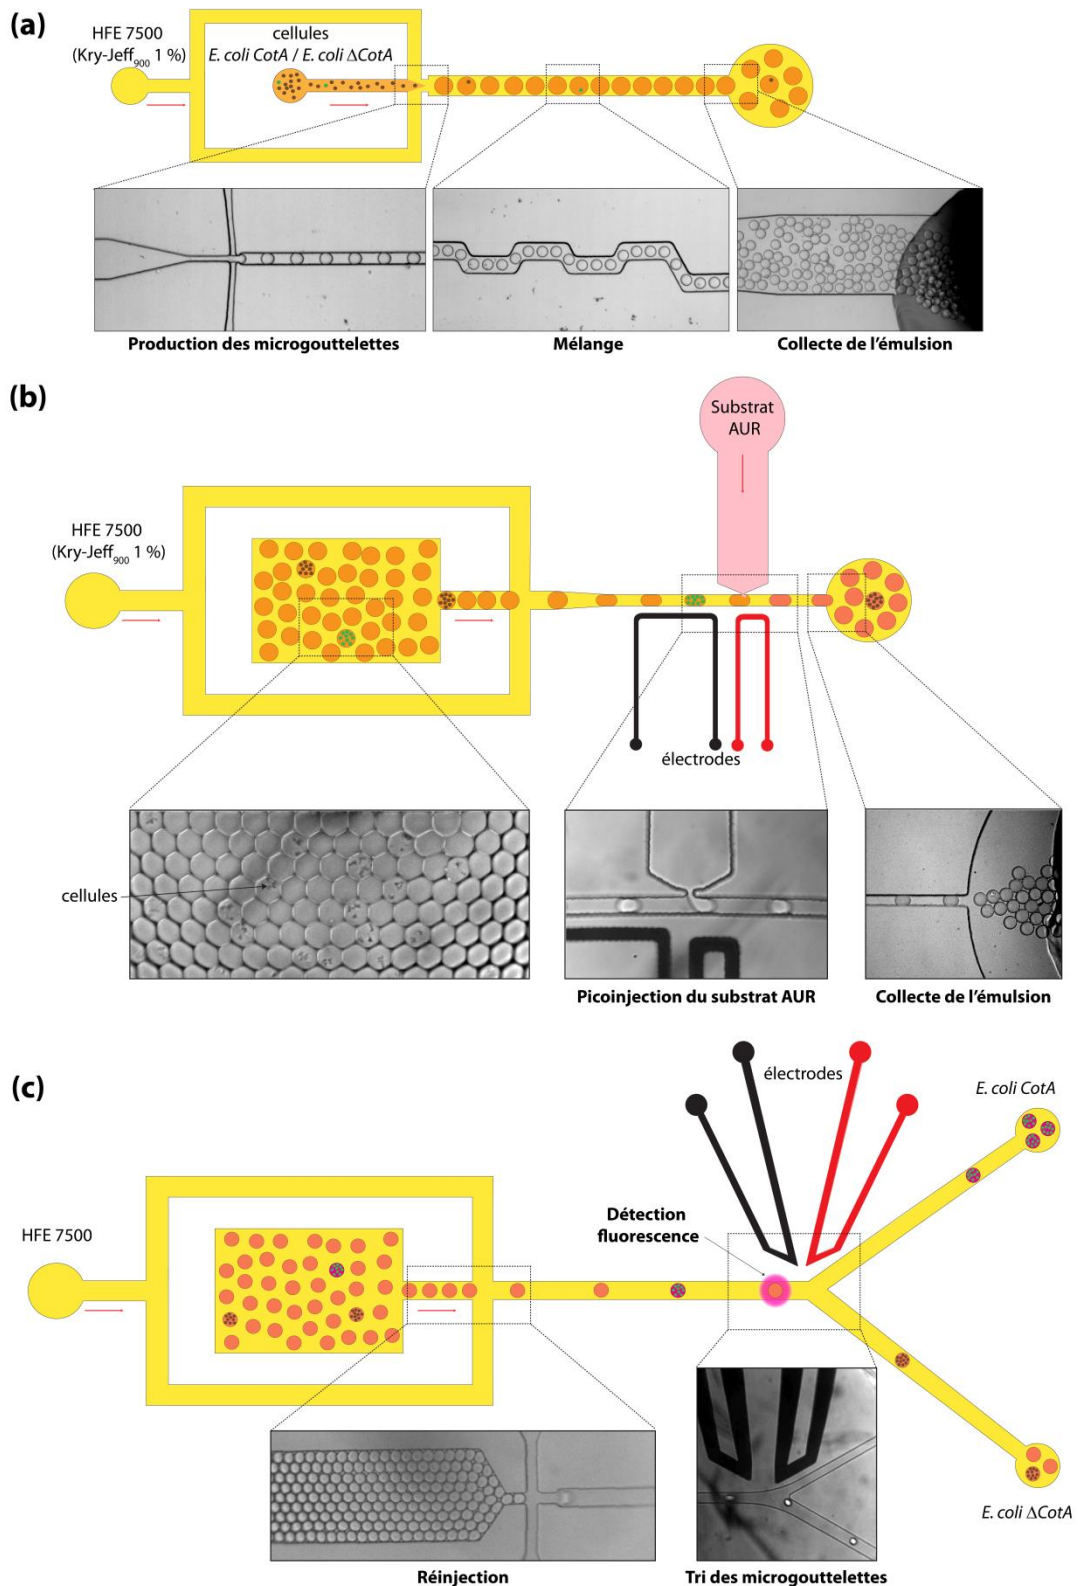 (a)
HFE 7500
(Kry-Jeff900 1 %)
cellules
E. coli CotA / E. coli ΔCotA
Production des microgouttelettes
Mélange
Collecte de l'émulsion
(b)
Substrat
AUR
HFE 7500
(Kry-Jeff900 1 %)
électrodes
cellules
Picoinjection du substrat AUR
Collecte de l'émulsion
(c)
électrodes
E. coli CotA
HFE 7500
Détection
fluorescence
E. coli ΔCotA
Réinjection
Tri des microgouttelettes